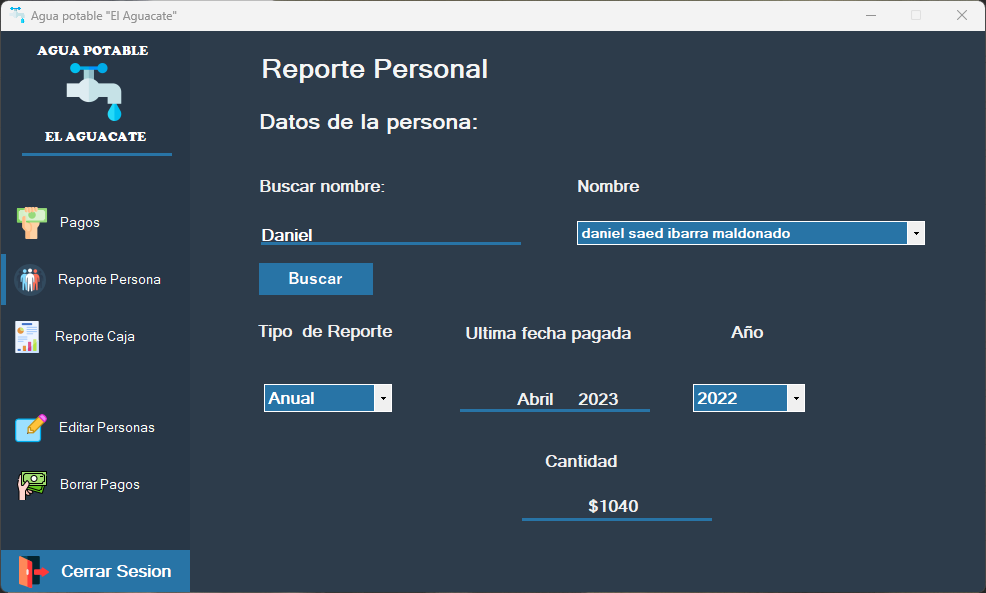 Agua potable "El Aguacate"
AGUA POTABLE
EL AGUACATE
Pagos
Reporte Persona
Reporte Caja
Editar Personas
Borrar Pagos
Cerrar Sesion
Reporte Personal
Datos de la persona:
Buscar nombre:
Nombre
Daniel
daniel saed ibarra maldonado
Buscar
Tipo de Reporte
Ultima fecha pagada
Año
Anual
Abril 2023
2022
Cantidad
$1040